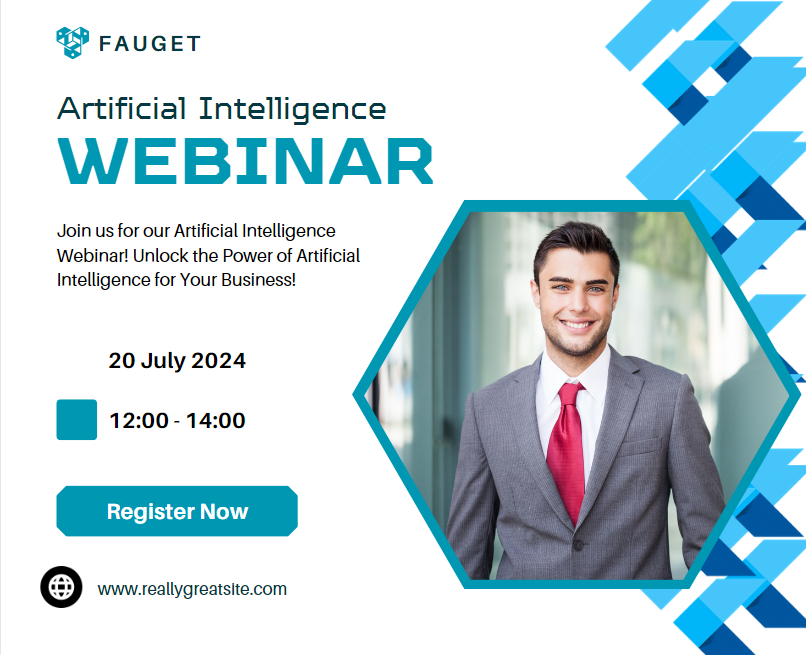 FAUGET
Artificial Intelligence
WEBINAR
Join us for our Artificial Intelligence
Webinar! Unlock the Power of Artificial
Intelligence for Your Business!
20 July 2024
12:00 - 14:00
Register Now
www.reallygreatsite.com